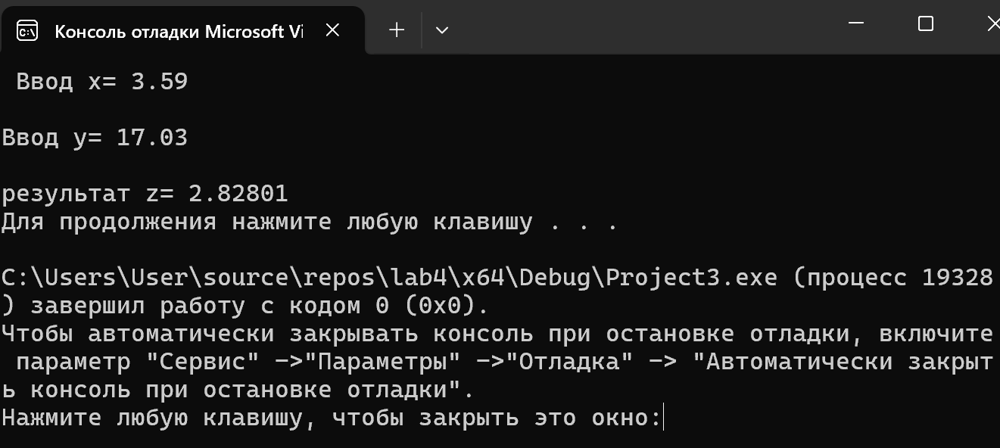 Консоль отладки Microsoft Vi
Ввод x= 3.59
Ввод y= 17.03
результат z= 2.82801
Для продолжения нажмите любую клавишу . . .
C:\Users\User\source\repos\lab4\x64\Debug\Project3.exe (процесс 19328
) завершил работу с кодом 0 (0x0).
Чтобы автоматически закрывать консоль при остановке отладки, включите
параметр "Сервис" ->"Параметры" ->"Отладка" -> "Автоматически закрыт
ь консоль при остановке отладки".
Нажмите любую клавишу, чтобы закрыть это окно: